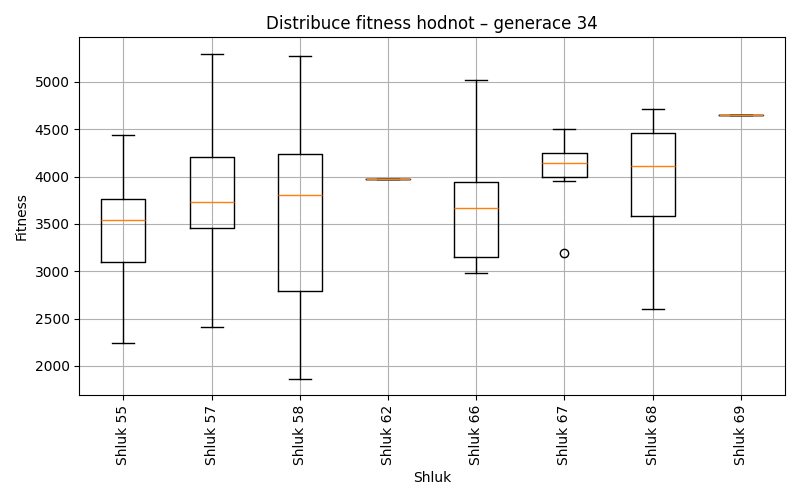 Distribuce fitness hodnot – generace 34
Fitness
5000
4500
4000
3500
3000
2500
2000
Shluk 55
Shluk 57
Shluk 58
Shluk 62
Shluk 66
Shluk 67
Shluk 68
Shluk 69
Shluk